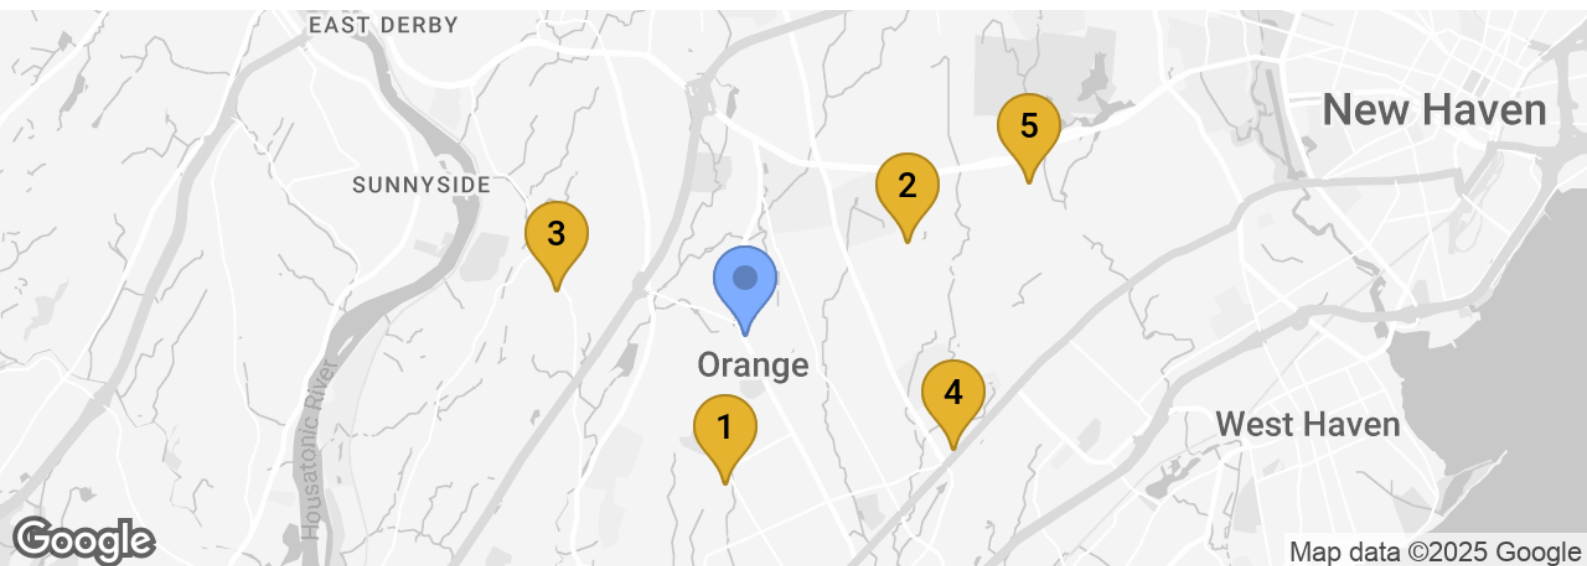 EAST DERBY
New Haven
5
SUNNYSIDE
2
3
Orange
4
1
West Haven
Housatonic River
Google
Map data ©2025 Google